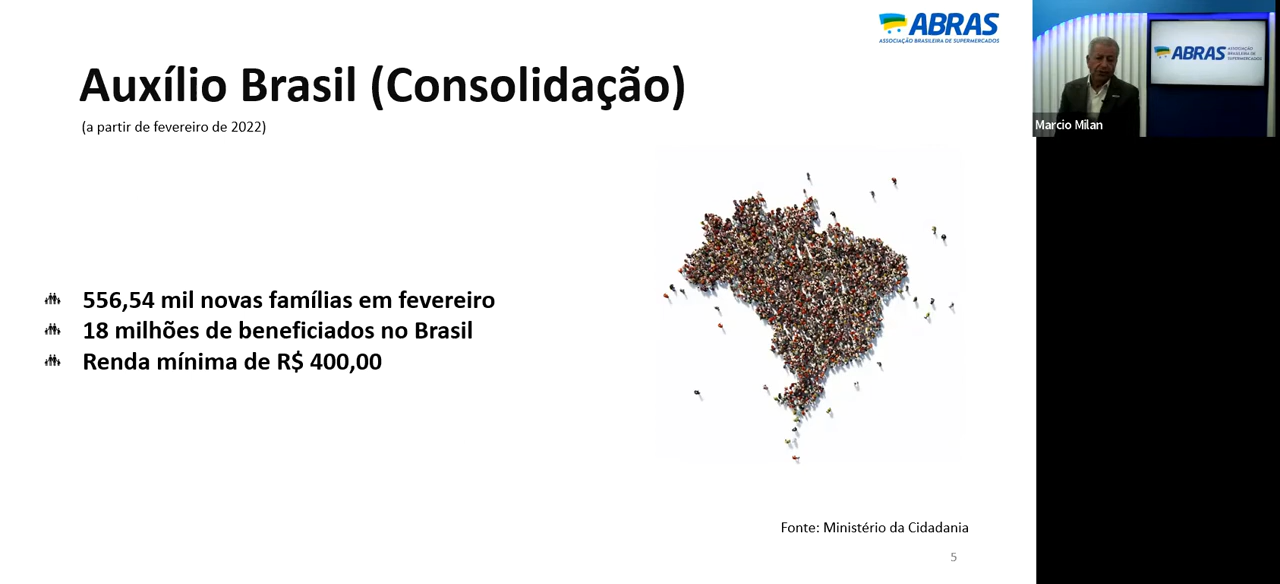 ABRAS
ASSOCIAÇÃO BRASILEIRA DE SUPERMERCADOS
Auxílio Brasil (Consolidação)
(a partir de fevereiro de 2022)
556,54 mil novas famílias em fevereiro
18 milhões de beneficiados no Brasil
Renda mínima de R$ 400,00
Fonte: Ministério da Cidadania
5
ABRAS
ASSOCIAÇÃO
BRASILEIRA DE
SUPERMERCADOS
Marcio Milan